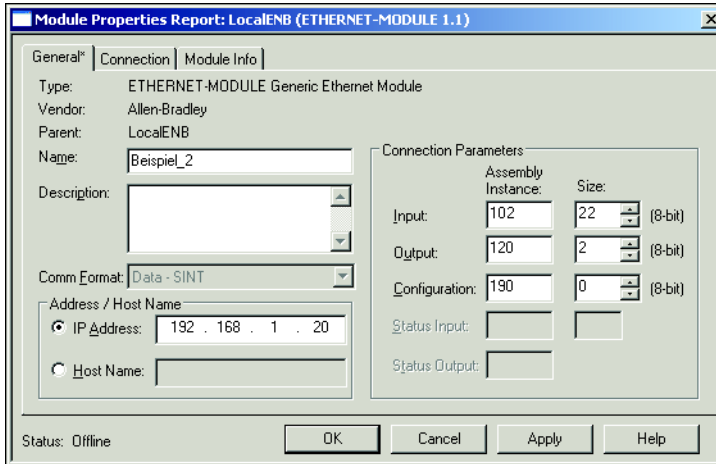 Module Properties Report: LocalENB (ETHERNET-MODULE 1.1)
General* Connection Module Info
Type: ETHERNET-MODULE Generic Ethernet Module
Vendor: Allen-Bradley
Parent: LocalENB
Name: Beispiel_2
Description:
Comm Format: Data - SINT
Address / Host Name
IP Address: 192 . 168 . 1 . 20
Host Name:
Connection Parameters
Assembly Instance: Size:
Input: 102 22 (8-bit)
Output: 120 2 (8-bit)
Configuration: 190 0 (8-bit)
Status Input:
Status Output:
Status: Offline
OK Cancel Apply Help